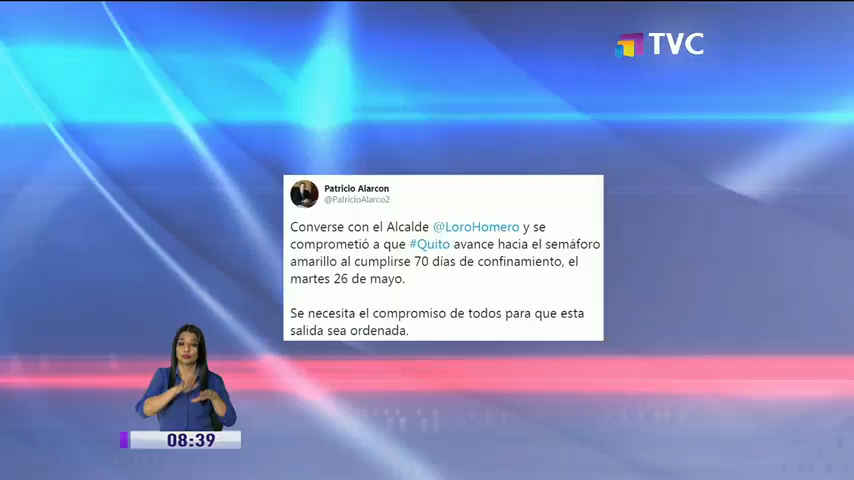 TVC
Patricio Alarcon
@PatricioAlarco2
Converse con el Alcalde @LoroHomero y se
comprometió a que #Quito avance hacia el semáforo
amarillo al cumplirse 70 días de confinamiento, el
martes 26 de mayo.
Se necesita el compromiso de todos para que esta
salida sea ordenada.
08:39